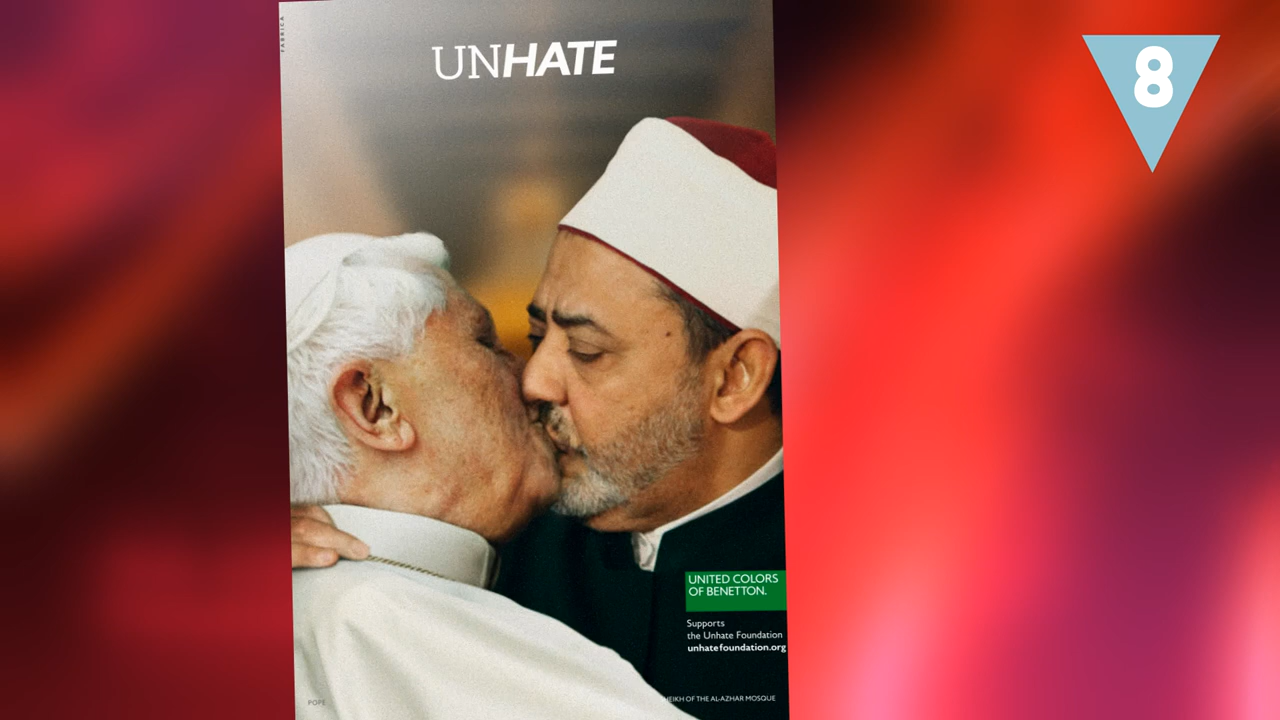 FABRICA
UNHATE
8
UNITED COLORS
OF BENETTON.
Supports
the Unhate Foundation
unhatefoundation.org
POPE
OF THE AL-AZHAR MOSQUE